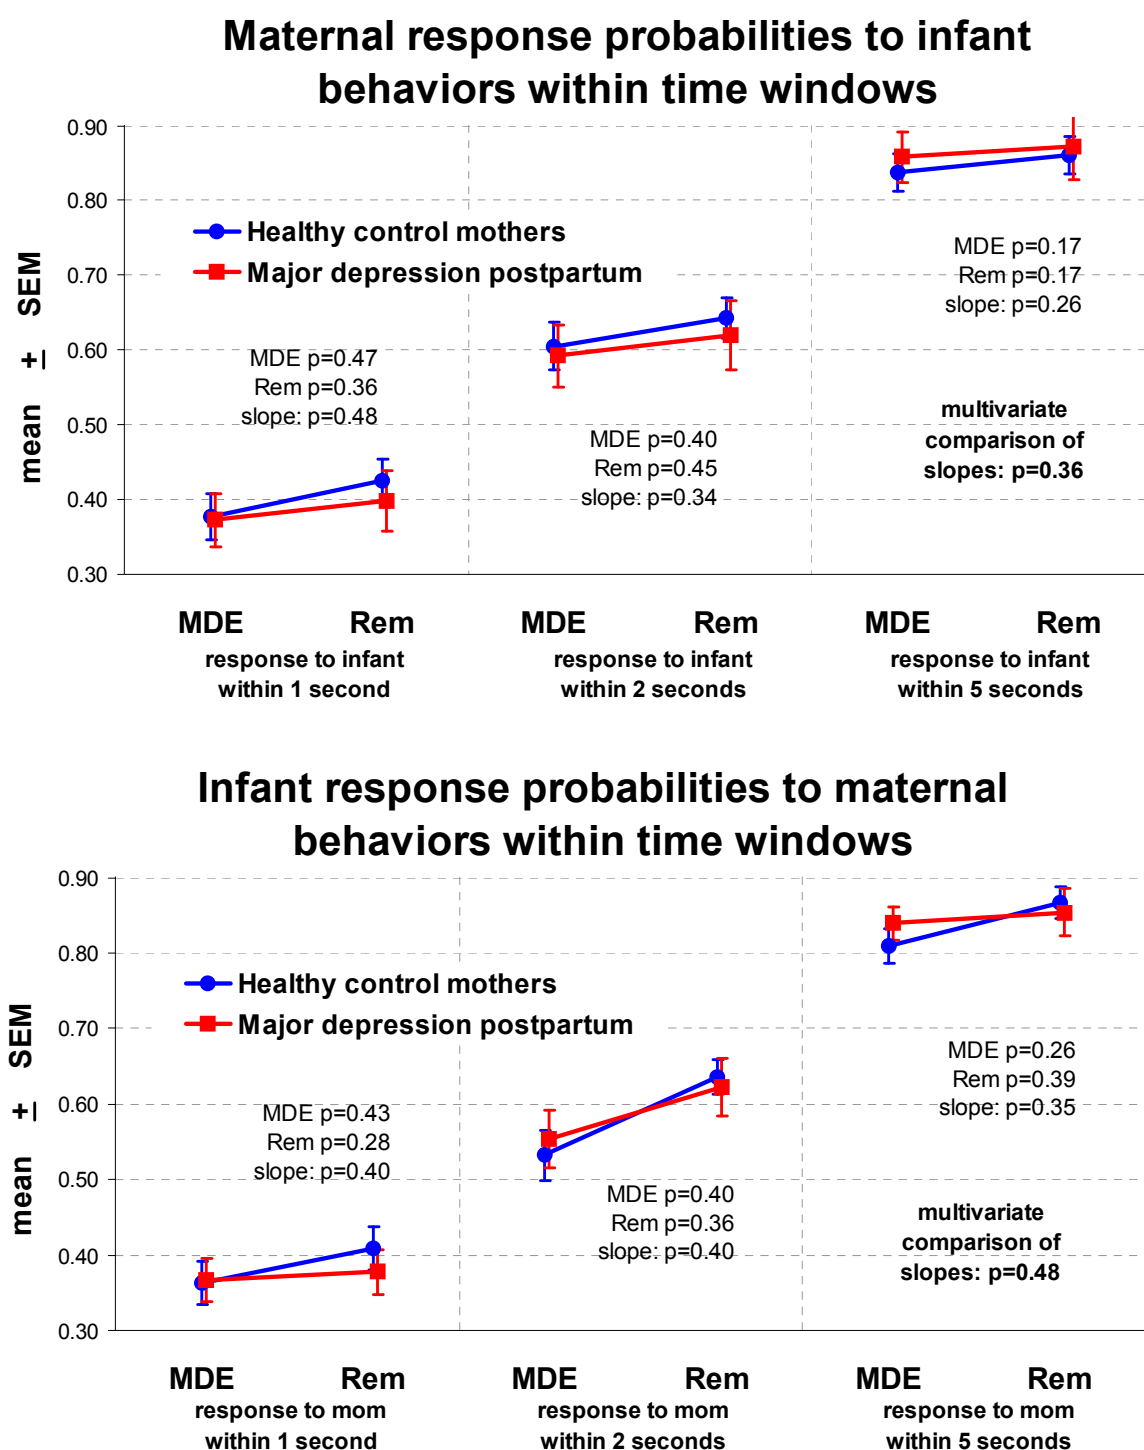 Maternal response probabilities to infant
behaviors within time windows
0.90
0.80
0.70
0.60
0.50
0.40
0.30
mean ± SEM
Healthy control mothers
Major depression postpartum
MDE p=0.47
Rem p=0.36
slope: p=0.48
MDE p=0.40
Rem p=0.45
slope: p=0.34
MDE p=0.17
Rem p=0.17
slope: p=0.26
multivariate
comparison of
slopes: p=0.36
MDE Rem MDE Rem MDE Rem
response to infant
within 1 second
response to infant
within 2 seconds
response to infant
within 5 seconds
Infant response probabilities to maternal
behaviors within time windows
0.90
0.80
0.70
0.60
0.50
0.40
0.30
mean ± SEM
Healthy control mothers
Major depression postpartum
MDE p=0.43
Rem p=0.28
slope: p=0.40
MDE p=0.40
Rem p=0.36
slope: p=0.40
MDE p=0.26
Rem p=0.39
slope: p=0.35
multivariate
comparison of
slopes: p=0.48
MDE Rem MDE Rem MDE Rem
response to mom
within 1 second
response to mom
within 2 seconds
response to mom
within 5 seconds